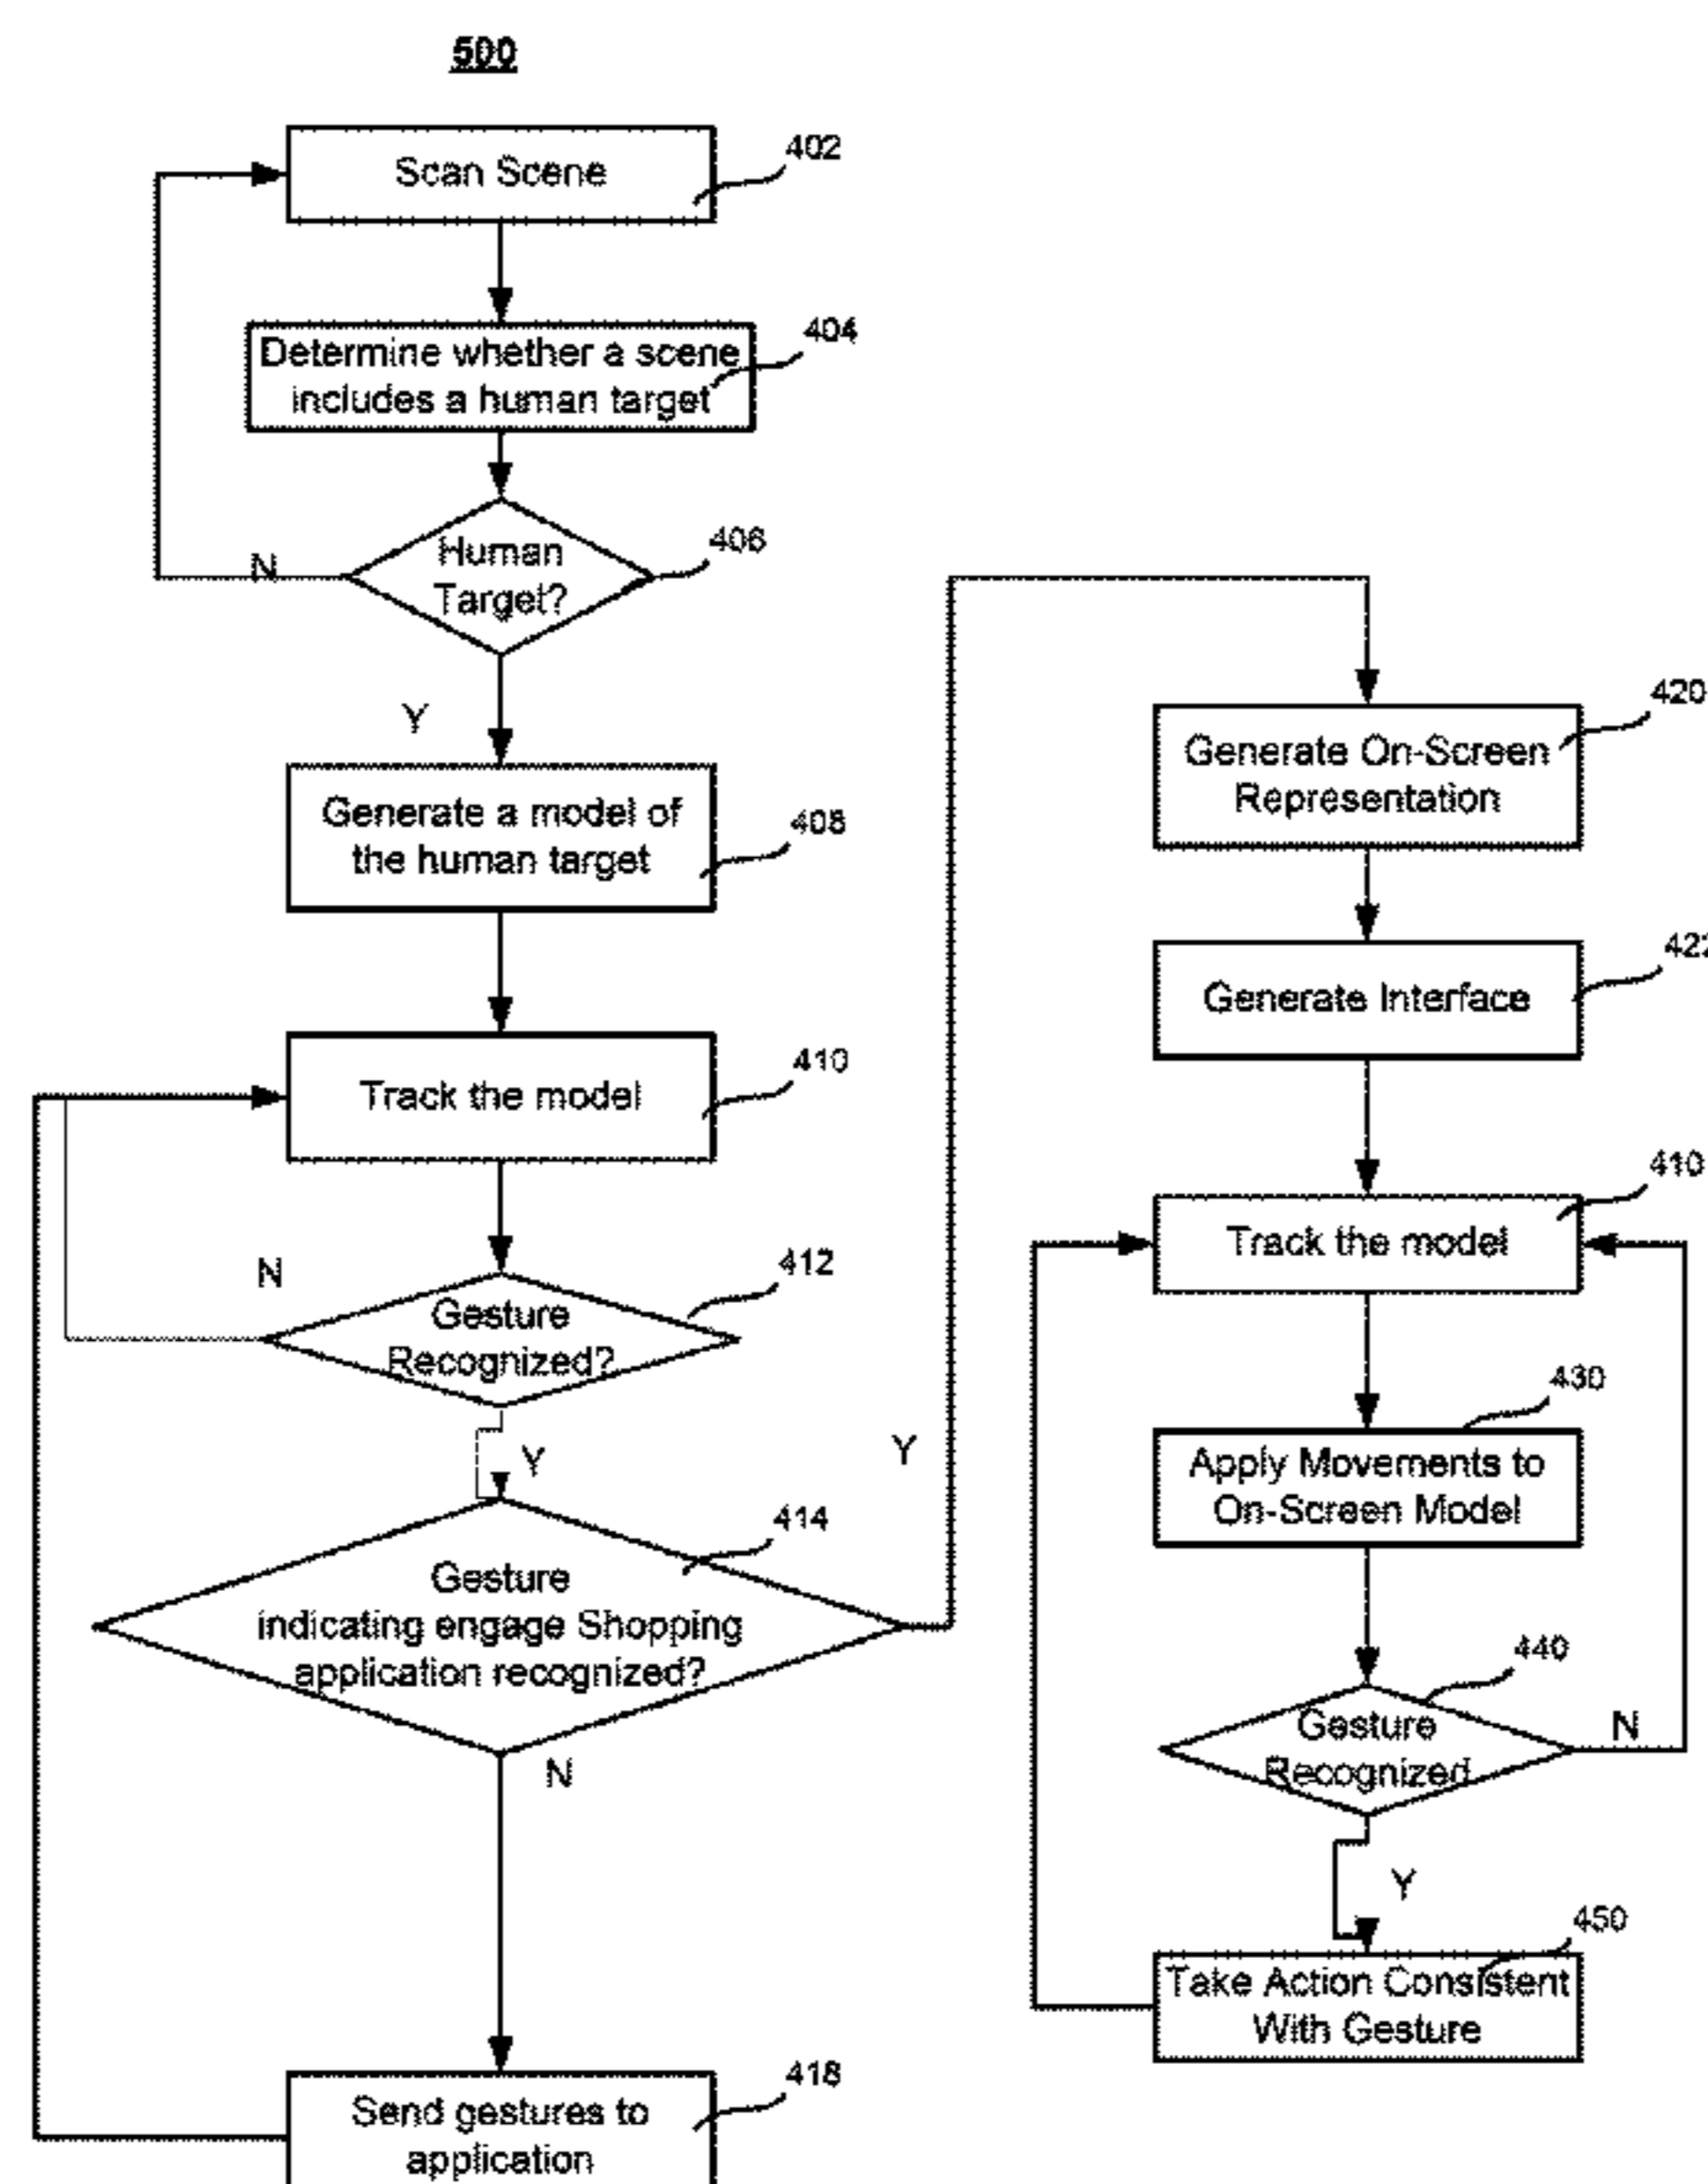 500
Scan Scene
402
Determine whether a scene
includes a human target
404
Human
Target?
406
N
Y
Generate a model of
the human target
408
Track the model
410
Gesture
Recognized?
412
N
Y
Gesture
indicating engage Shopping
application recognized?
414
Y
N
Send gestures to
application
418
Generate On-Screen
Representation
420
Generate Interface
422
Track the model
410
Apply Movements to
On-Screen Model
430
Gesture
Recognized
440
N
Y
Take Action Consistent
With Gesture
450